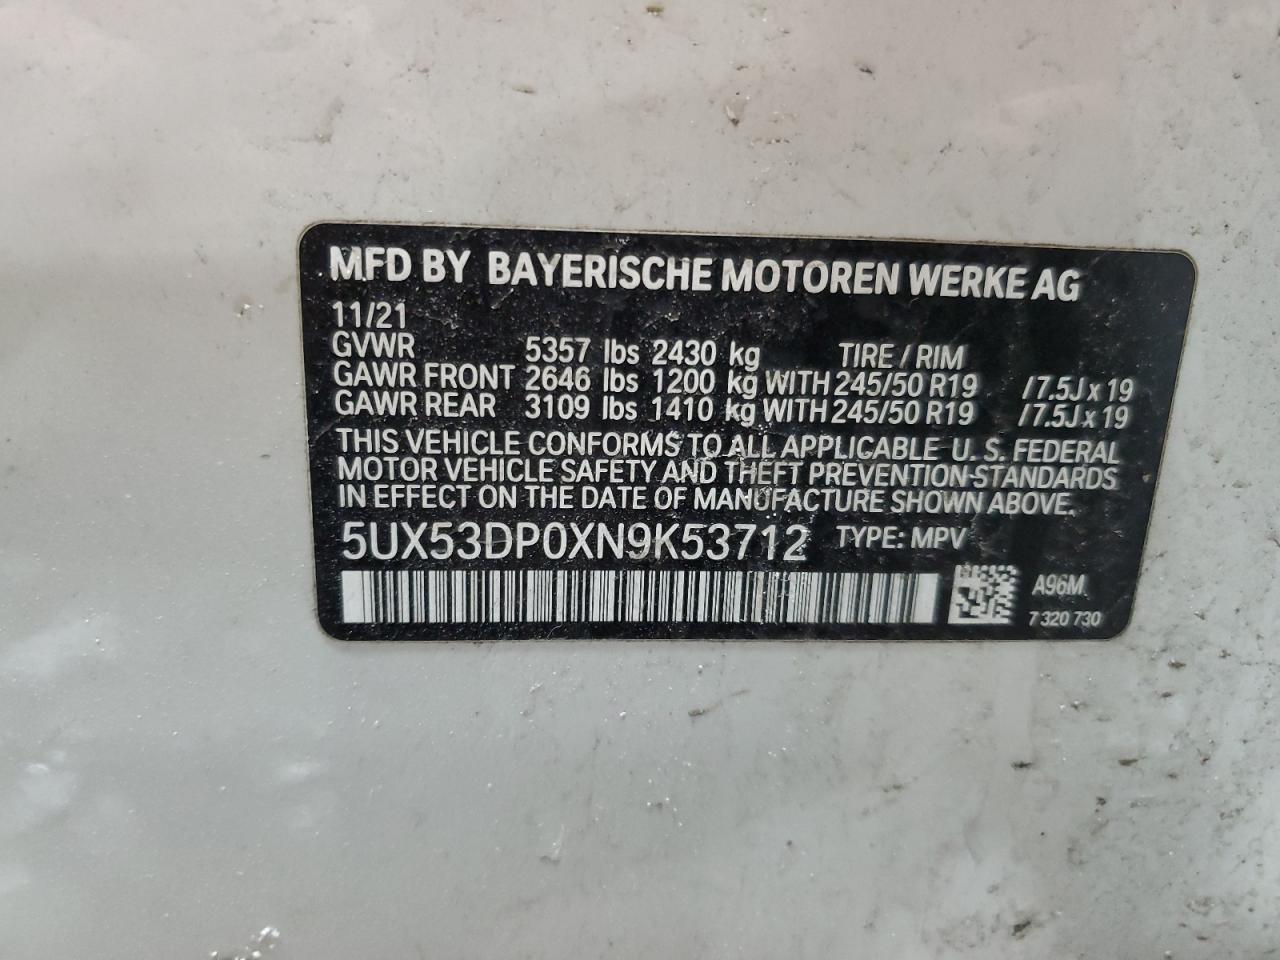 MFD BY BAYERISCHE MOTOREN WERKE AG
11/21
GVWR 5357 lbs 2430 kg TIRE / RIM
GAWR FRONT 2646 lbs 1200 kg WITH 245/50 R19 /7.5J x 19
GAWR REAR 3109 lbs 1410 kg WITH 245/50 R19 /7.5J x 19
THIS VEHICLE CONFORMS TO ALL APPLICABLE U. S. FEDERAL
MOTOR VEHICLE SAFETY AND THEFT PREVENTION STANDARDS
IN EFFECT ON THE DATE OF MANUFACTURE SHOWN ABOVE.
5UX53DP0XN9K53712 TYPE: MPV
A96M
7 320 730